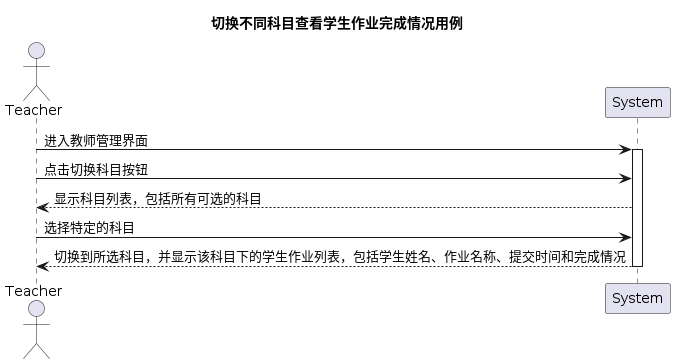 切换不同科目查看学生作业完成情况用例
Teacher
System
进入教师管理界面
点击切换科目按钮
显示科目列表，包括所有可选的科目
选择特定的科目
切换到所选科目，并显示该科目下的学生作业列表，包括学生姓名、作业名称、提交时间和完成情况
Teacher
System